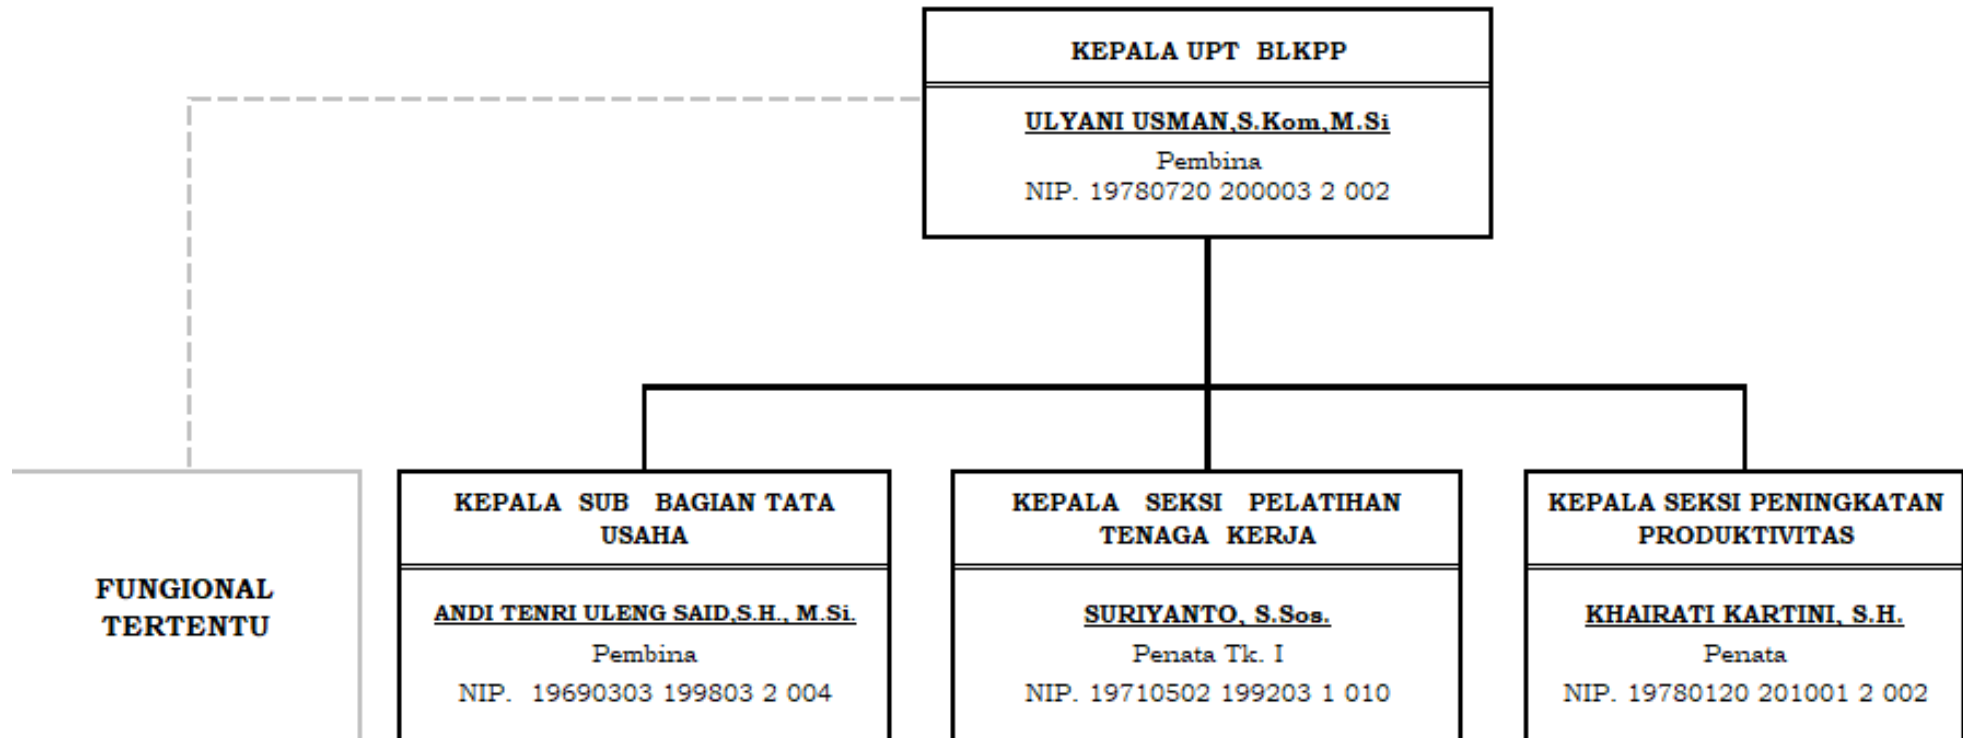 KEPALA UPT BLKPP
ULYANI USMAN,S.Kom,M.Si
Pembina
NIP. 19780720 200003 2 002
FUNGIONAL
TERTENTU
KEPALA SUB BAGIAN TATA
USAHA
ANDI TENRI ULENG SAID,S.H., M.Si.
Pembina
NIP. 19690303 199803 2 004
KEPALA SEKSI PELATIHAN
TENAGA KERJA
SURIYANTO, S.Sos.
Penata Tk. I
NIP. 19710502 199203 1 010
KEPALA SEKSI PENINGKATAN
PRODUKTIVITAS
KHAIRATI KARTINI, S.H.
Penata
NIP. 19780120 201001 2 002